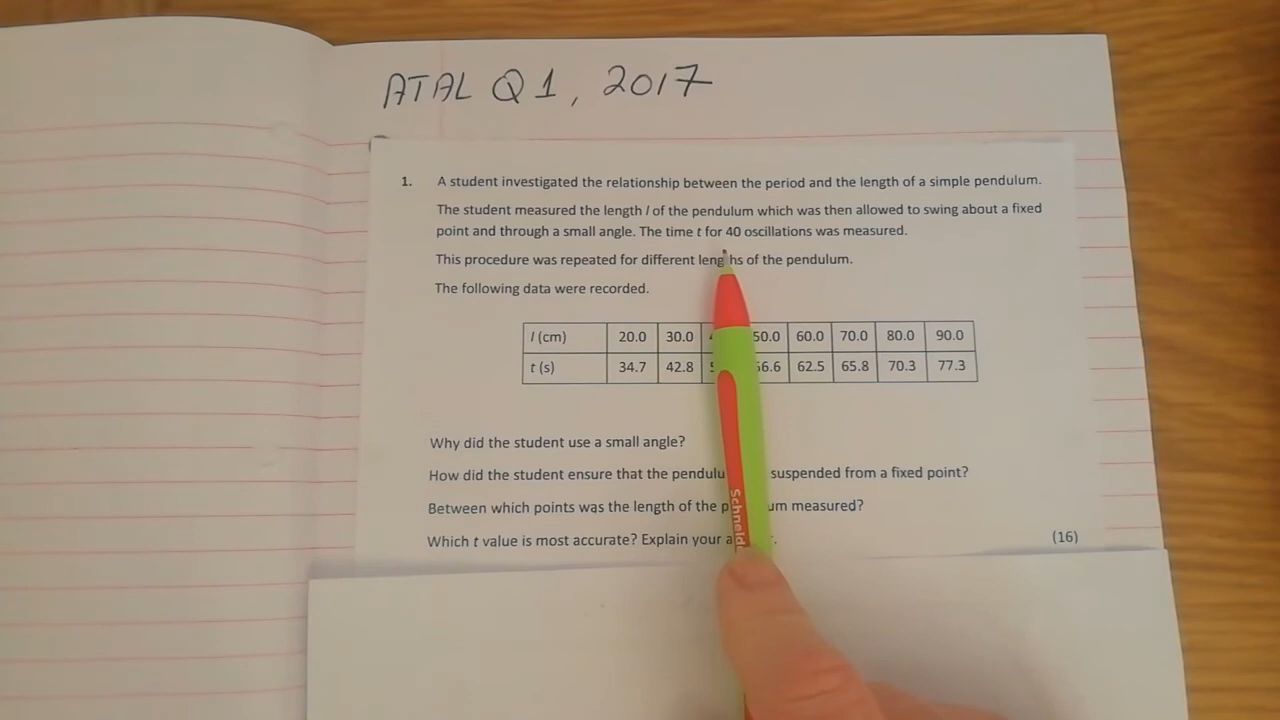 ATAL Q1, 2017
1. A student investigated the relationship between the period and the length of a simple pendulum.
The student measured the length l of the pendulum which was then allowed to swing about a fixed
point and through a small angle. The time t for 40 oscillations was measured.
This procedure was repeated for different lengths of the pendulum.
The following data were recorded.
l (cm) 20.0 30.0 50.0 60.0 70.0 80.0 90.0
t (s) 34.7 42.8 56.6 62.5 65.8 70.3 77.3
Why did the student use a small angle?
How did the student ensure that the suspended from a fixed point?
Between which points was the length of the measured?
Which t value is most accurate? Explain your
(16)
Schneid